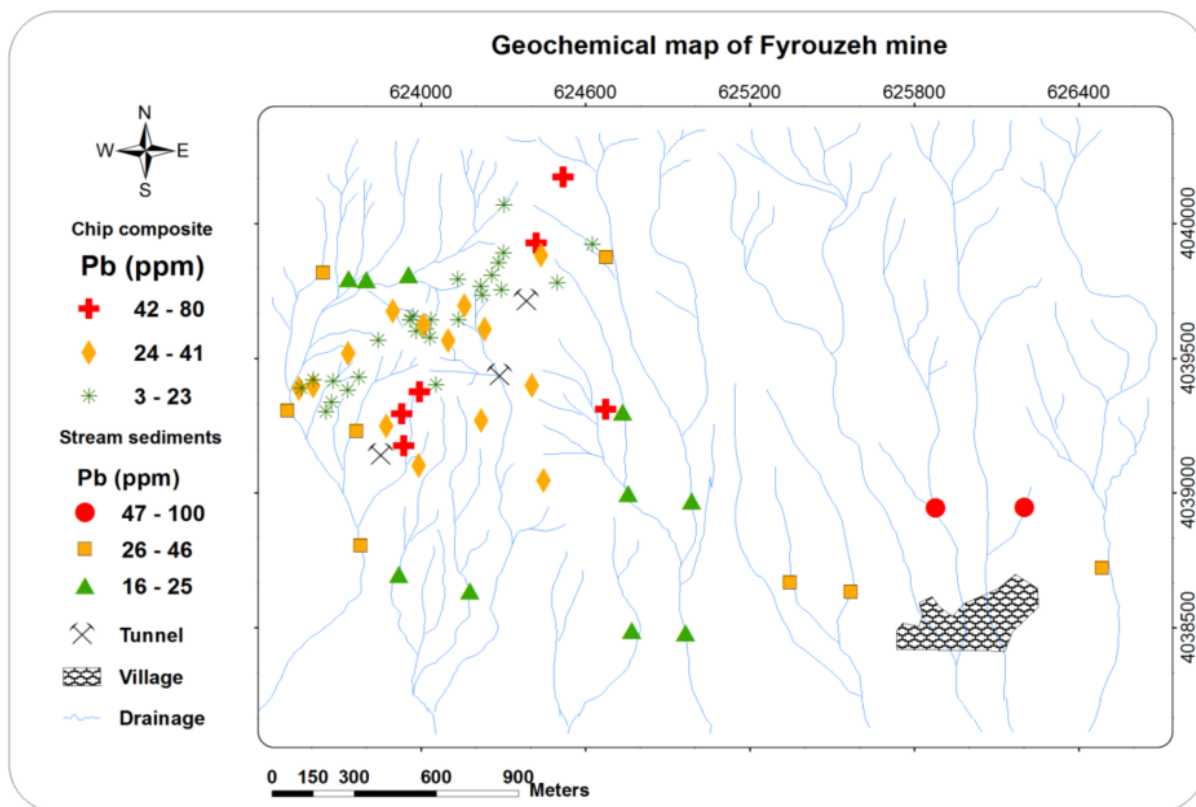 Geochemical map of Fyrouzeh mine
624000 624600 625200 625800 626400
N
W E
S
Chip composite
Pb (ppm)
42 - 80
24 - 41
3 - 23
Stream sediments
Pb (ppm)
47 - 100
26 - 46
16 - 25
Tunnel
Village
Drainage
4040000
4039500
4039000
4038500
0 150 300 600 900
Meters